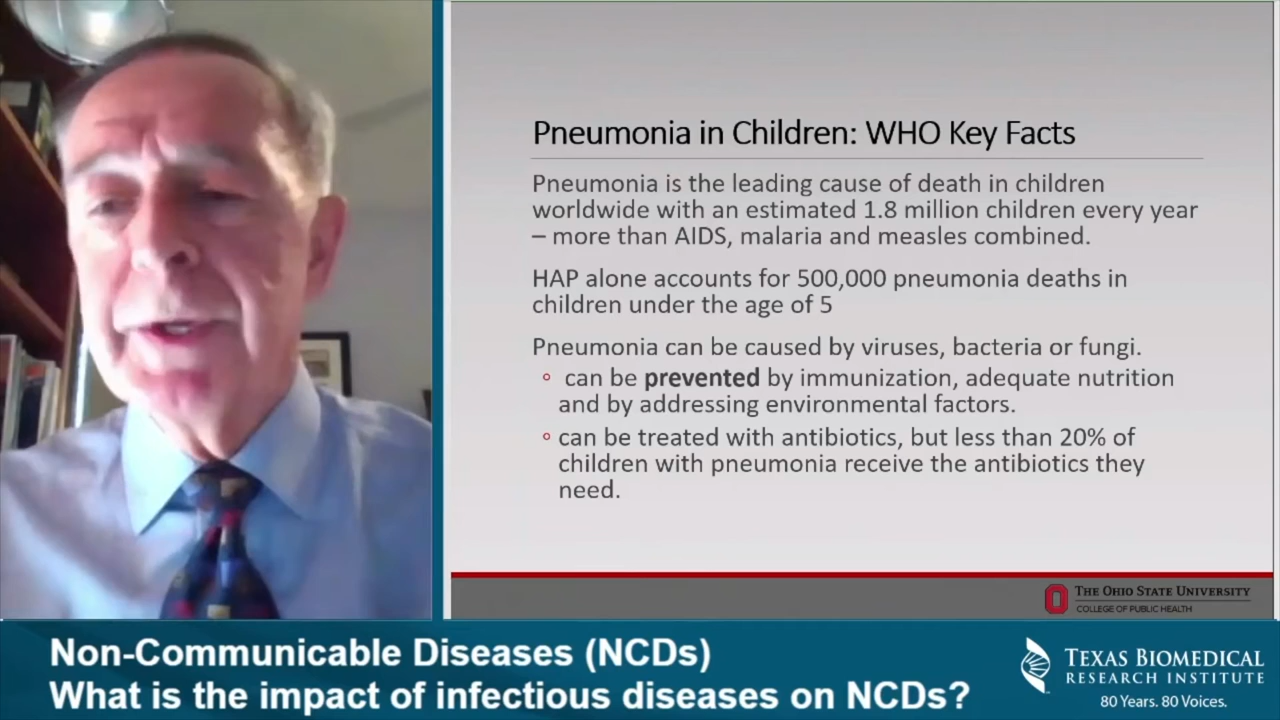 Pneumonia in Children: WHO Key Facts
Pneumonia is the leading cause of death in children
worldwide with an estimated 1.8 million children every year
– more than AIDS, malaria and measles combined.
HAP alone accounts for 500,000 pneumonia deaths in
children under the age of 5
Pneumonia can be caused by viruses, bacteria or fungi.
can be prevented by immunization, adequate nutrition
and by addressing environmental factors.
can be treated with antibiotics, but less than 20% of
children with pneumonia receive the antibiotics they
need.
THE OHIO STATE UNIVERSITY
COLLEGE OF PUBLIC HEALTH
Non-Communicable Diseases (NCDs)
What is the impact of infectious diseases on NCDs?
TEXAS BIOMEDICAL
RESEARCH INSTITUTE
80 Years. 80 Voices.